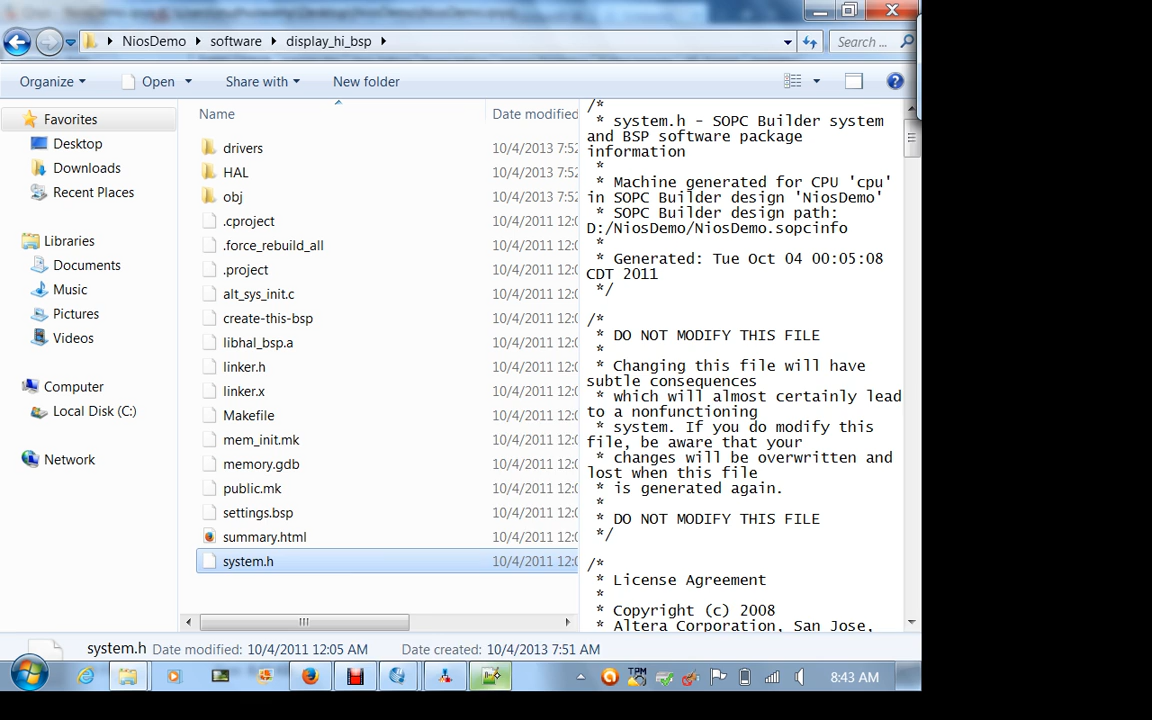 NiosDemo
software
display_hi_bsp
Search ...
Organize
Open
Share with
New folder
Favorites
Desktop
Downloads
Recent Places
Libraries
Documents
Music
Pictures
Videos
Computer
Local Disk (C:)
Network
Name
Date modified
drivers 10/4/2013 7:52
HAL 10/4/2013 7:52
obj 10/4/2013 7:52
.cproject 10/4/2011 12:0
.force_rebuild_all 10/4/2011 12:0
.project 10/4/2011 12:0
alt_sys_init.c 10/4/2011 12:0
create-this-bsp 10/4/2011 12:0
libhal_bsp.a 10/4/2011 12:0
linker.h 10/4/2011 12:0
linker.x 10/4/2011 12:0
Makefile 10/4/2011 12:0
mem_init.mk 10/4/2011 12:0
memory.gdb 10/4/2011 12:0
public.mk 10/4/2011 12:0
settings.bsp 10/4/2011 12:0
summary.html 10/4/2011 12:0
system.h 10/4/2011 12:0
/*
* system.h - SOPC Builder system
and BSP software package
information
*
* Machine generated for CPU 'cpu'
in SOPC Builder design 'NiosDemo'
* SOPC Builder design path:
D:/NiosDemo/NiosDemo.sopcinfo
*
* Generated: Tue Oct 04 00:05:08
CDT 2011
*/
/*
* DO NOT MODIFY THIS FILE
*
* Changing this file will have
subtle consequences
* which will almost certainly lead
to a nonfunctioning
* system. If you do modify this
file, be aware that your
* changes will be overwritten and
lost when this file
* is generated again.
*
* DO NOT MODIFY THIS FILE
*/
/*
* License Agreement
*
* Copyright (c) 2008
* Altera Corporation, San Jose,
system.h Date modified: 10/4/2011 12:05 AM Date created: 10/4/2013 7:51 AM
8:43 AM